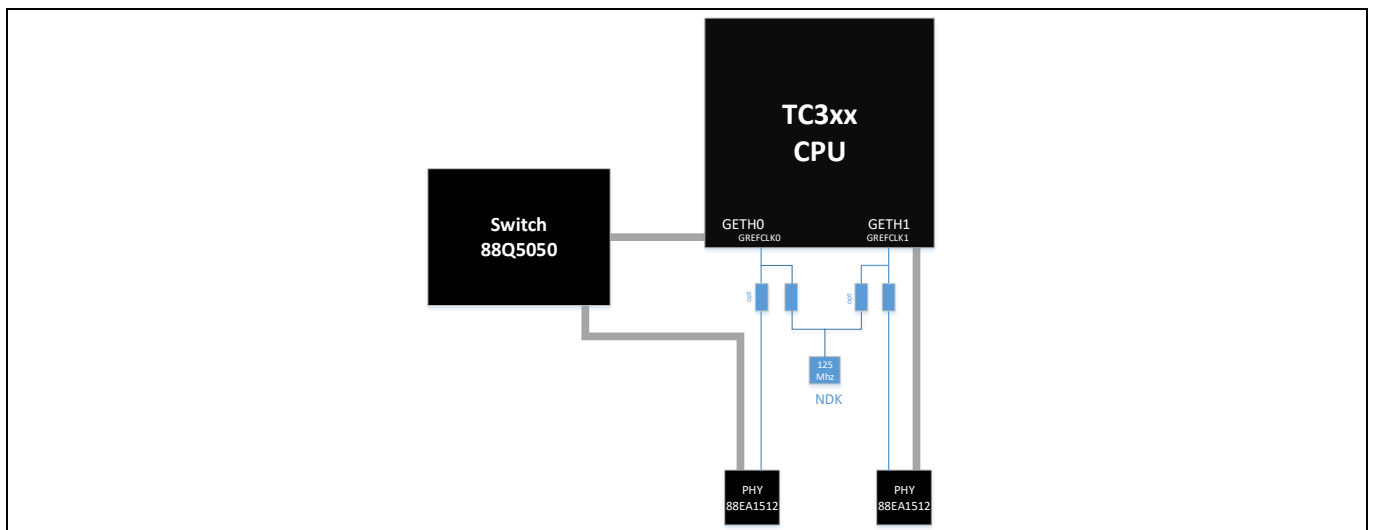 TC3xx
CPU
Switch
88Q5050
GETH0
GREFCLK0
GETH1
GREFCLK1
opt
opt
125
Mhz
NDK
PHY
88EA1512
PHY
88EA1512